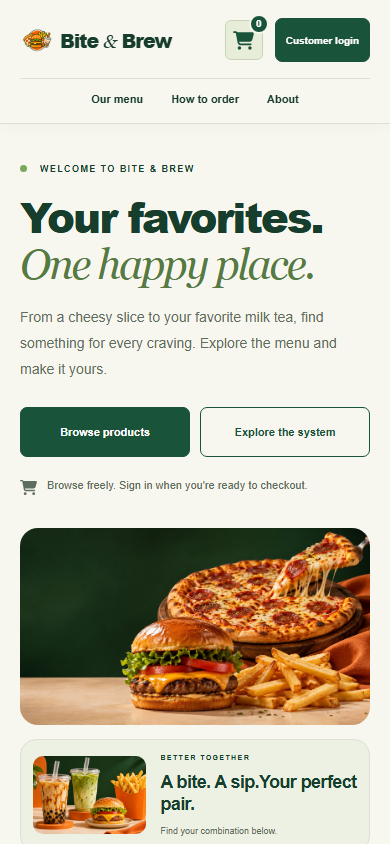 Bite & Brew
0
Customer login
Our menu
How to order
About
WELCOME TO BITE & BREW
Your favorites.
One happy place.
From a cheesy slice to your favorite milk tea, find
something for every craving. Explore the menu and
make it yours.
Browse products
Explore the system
Browse freely. Sign in when you're ready to checkout.
BETTER TOGETHER
A bite. A sip.Your perfect
pair.
Find your combination below.